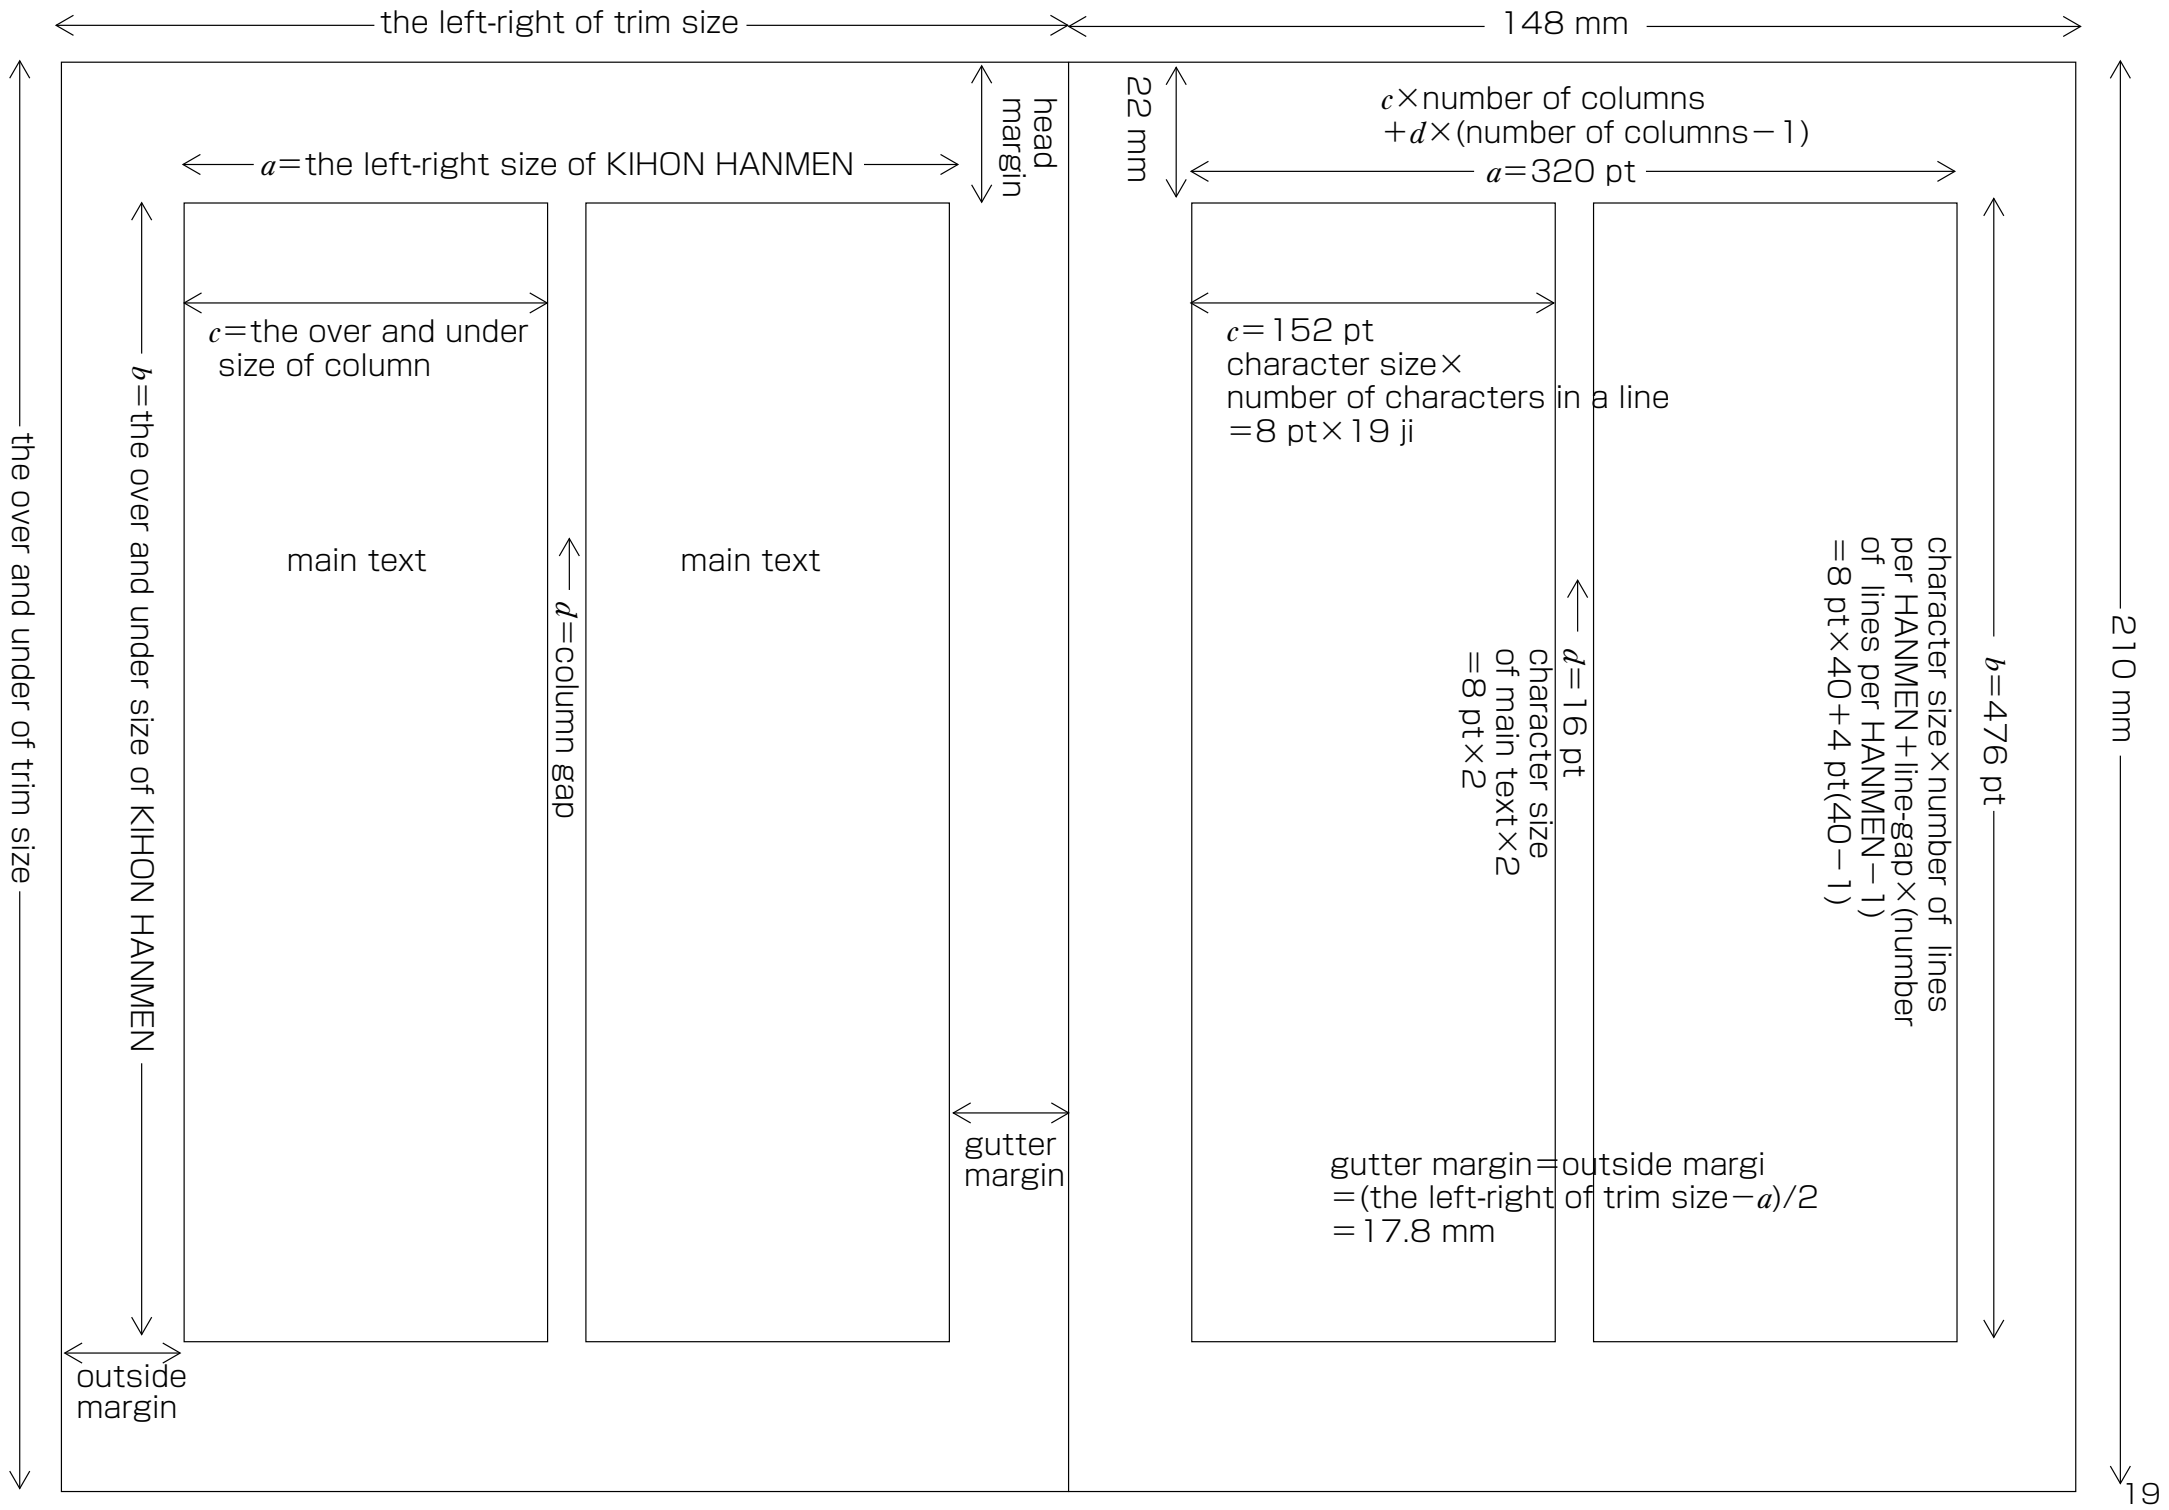 the left-right of trim size
148 mm
the over and under of trim size
head
margin
a=the left-right size of KIHON HANMEN
b=the over and under size of KIHON HANMEN
c=the over and under
size of column
main text
main text
d=column gap
gutter
margin
outside
margin
22 mm
c×number of columns
+d×(number of columns−1)
a=320 pt
c=152 pt
character size×
number of characters in a line
=8 pt×19 ji
d=16 pt
character size
of main text×2
=8 pt×2
character size×number of lines
per HANMEN+line-gap×(number
of lines per HANMEN−1)
=8 pt×40+4 pt(40−1)
b=476 pt
210 mm
gutter margin=outside margi
=(the left-right of trim size−a)/2
=17.8 mm
19